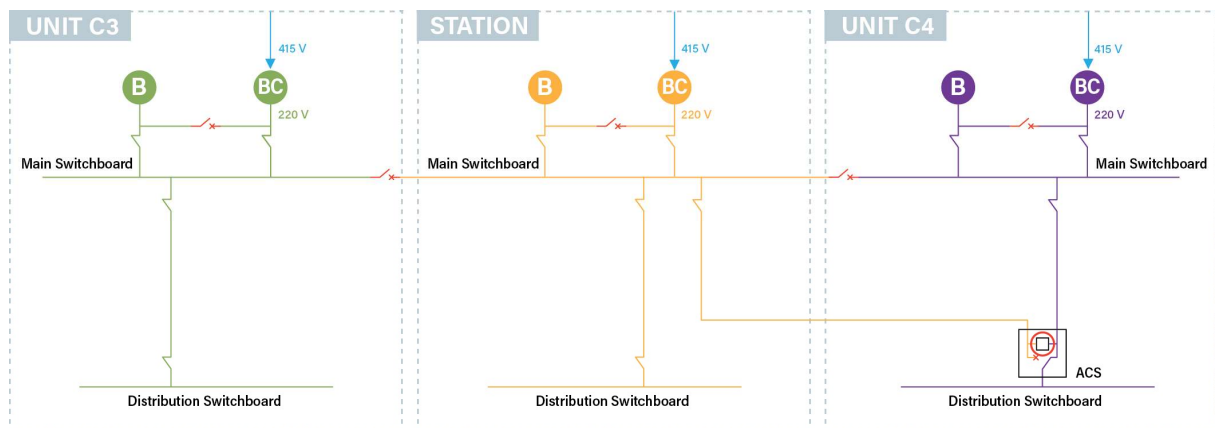 UNIT C3
STATION
UNIT C4
415 V
415 V
415 V
B
BC
B
BC
B
BC
220 V
220 V
220 V
Main Switchboard
Main Switchboard
Main Switchboard
ACS
Distribution Switchboard
Distribution Switchboard
Distribution Switchboard